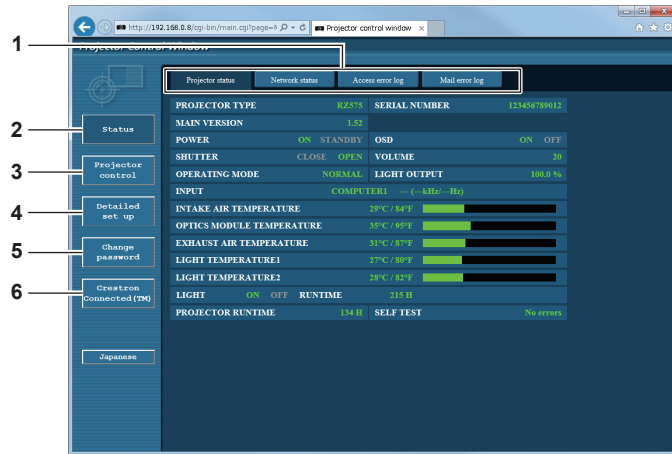 http://192.168.0.8/cgi-bin/main.cgi?page=
Projector control window ×
1
Projector status Network status Access error log Mail error log
PROJECTOR TYPE RZ575 SERIAL NUMBER 123456789012
MAIN VERSION 1.52
2 Status
POWER ON STANDBY OSD ON OFF
SHUTTER CLOSE OPEN VOLUME 20
3 Projector control
OPERATING MODE NORMAL LIGHT OUTPUT 100.0 %
INPUT COMPUTER1 --- (---kHz/---Hz)
4 Detailed set up
INTAKE AIR TEMPERATURE 29°C / 84°F
OPTICS MODULE TEMPERATURE 35°C / 95°F
5 Change password
EXHAUST AIR TEMPERATURE 31°C / 87°F
LIGHT TEMPERATURE1 27°C / 80°F
LIGHT TEMPERATURE2 28°C / 82°F
6 Crestron Connected(TM)
LIGHT ON OFF RUNTIME 215 H
PROJECTOR RUNTIME 134 H SELF TEST No errors
Japanese